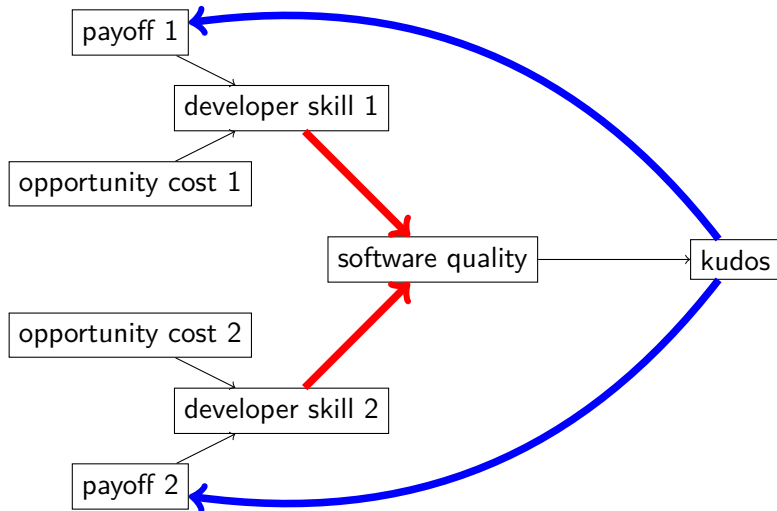 payoff 1
developer skill 1
opportunity cost 1
software quality
kudos
opportunity cost 2
developer skill 2
payoff 2